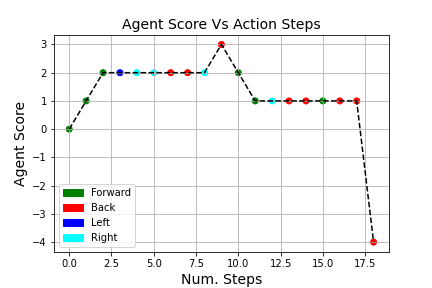 Agent Score Vs Action Steps
Agent Score
3
2
1
0
−1
−2
−3
−4
Forward
Back
Left
Right
0.0 2.5 5.0 7.5 10.0 12.5 15.0 17.5
Num. Steps